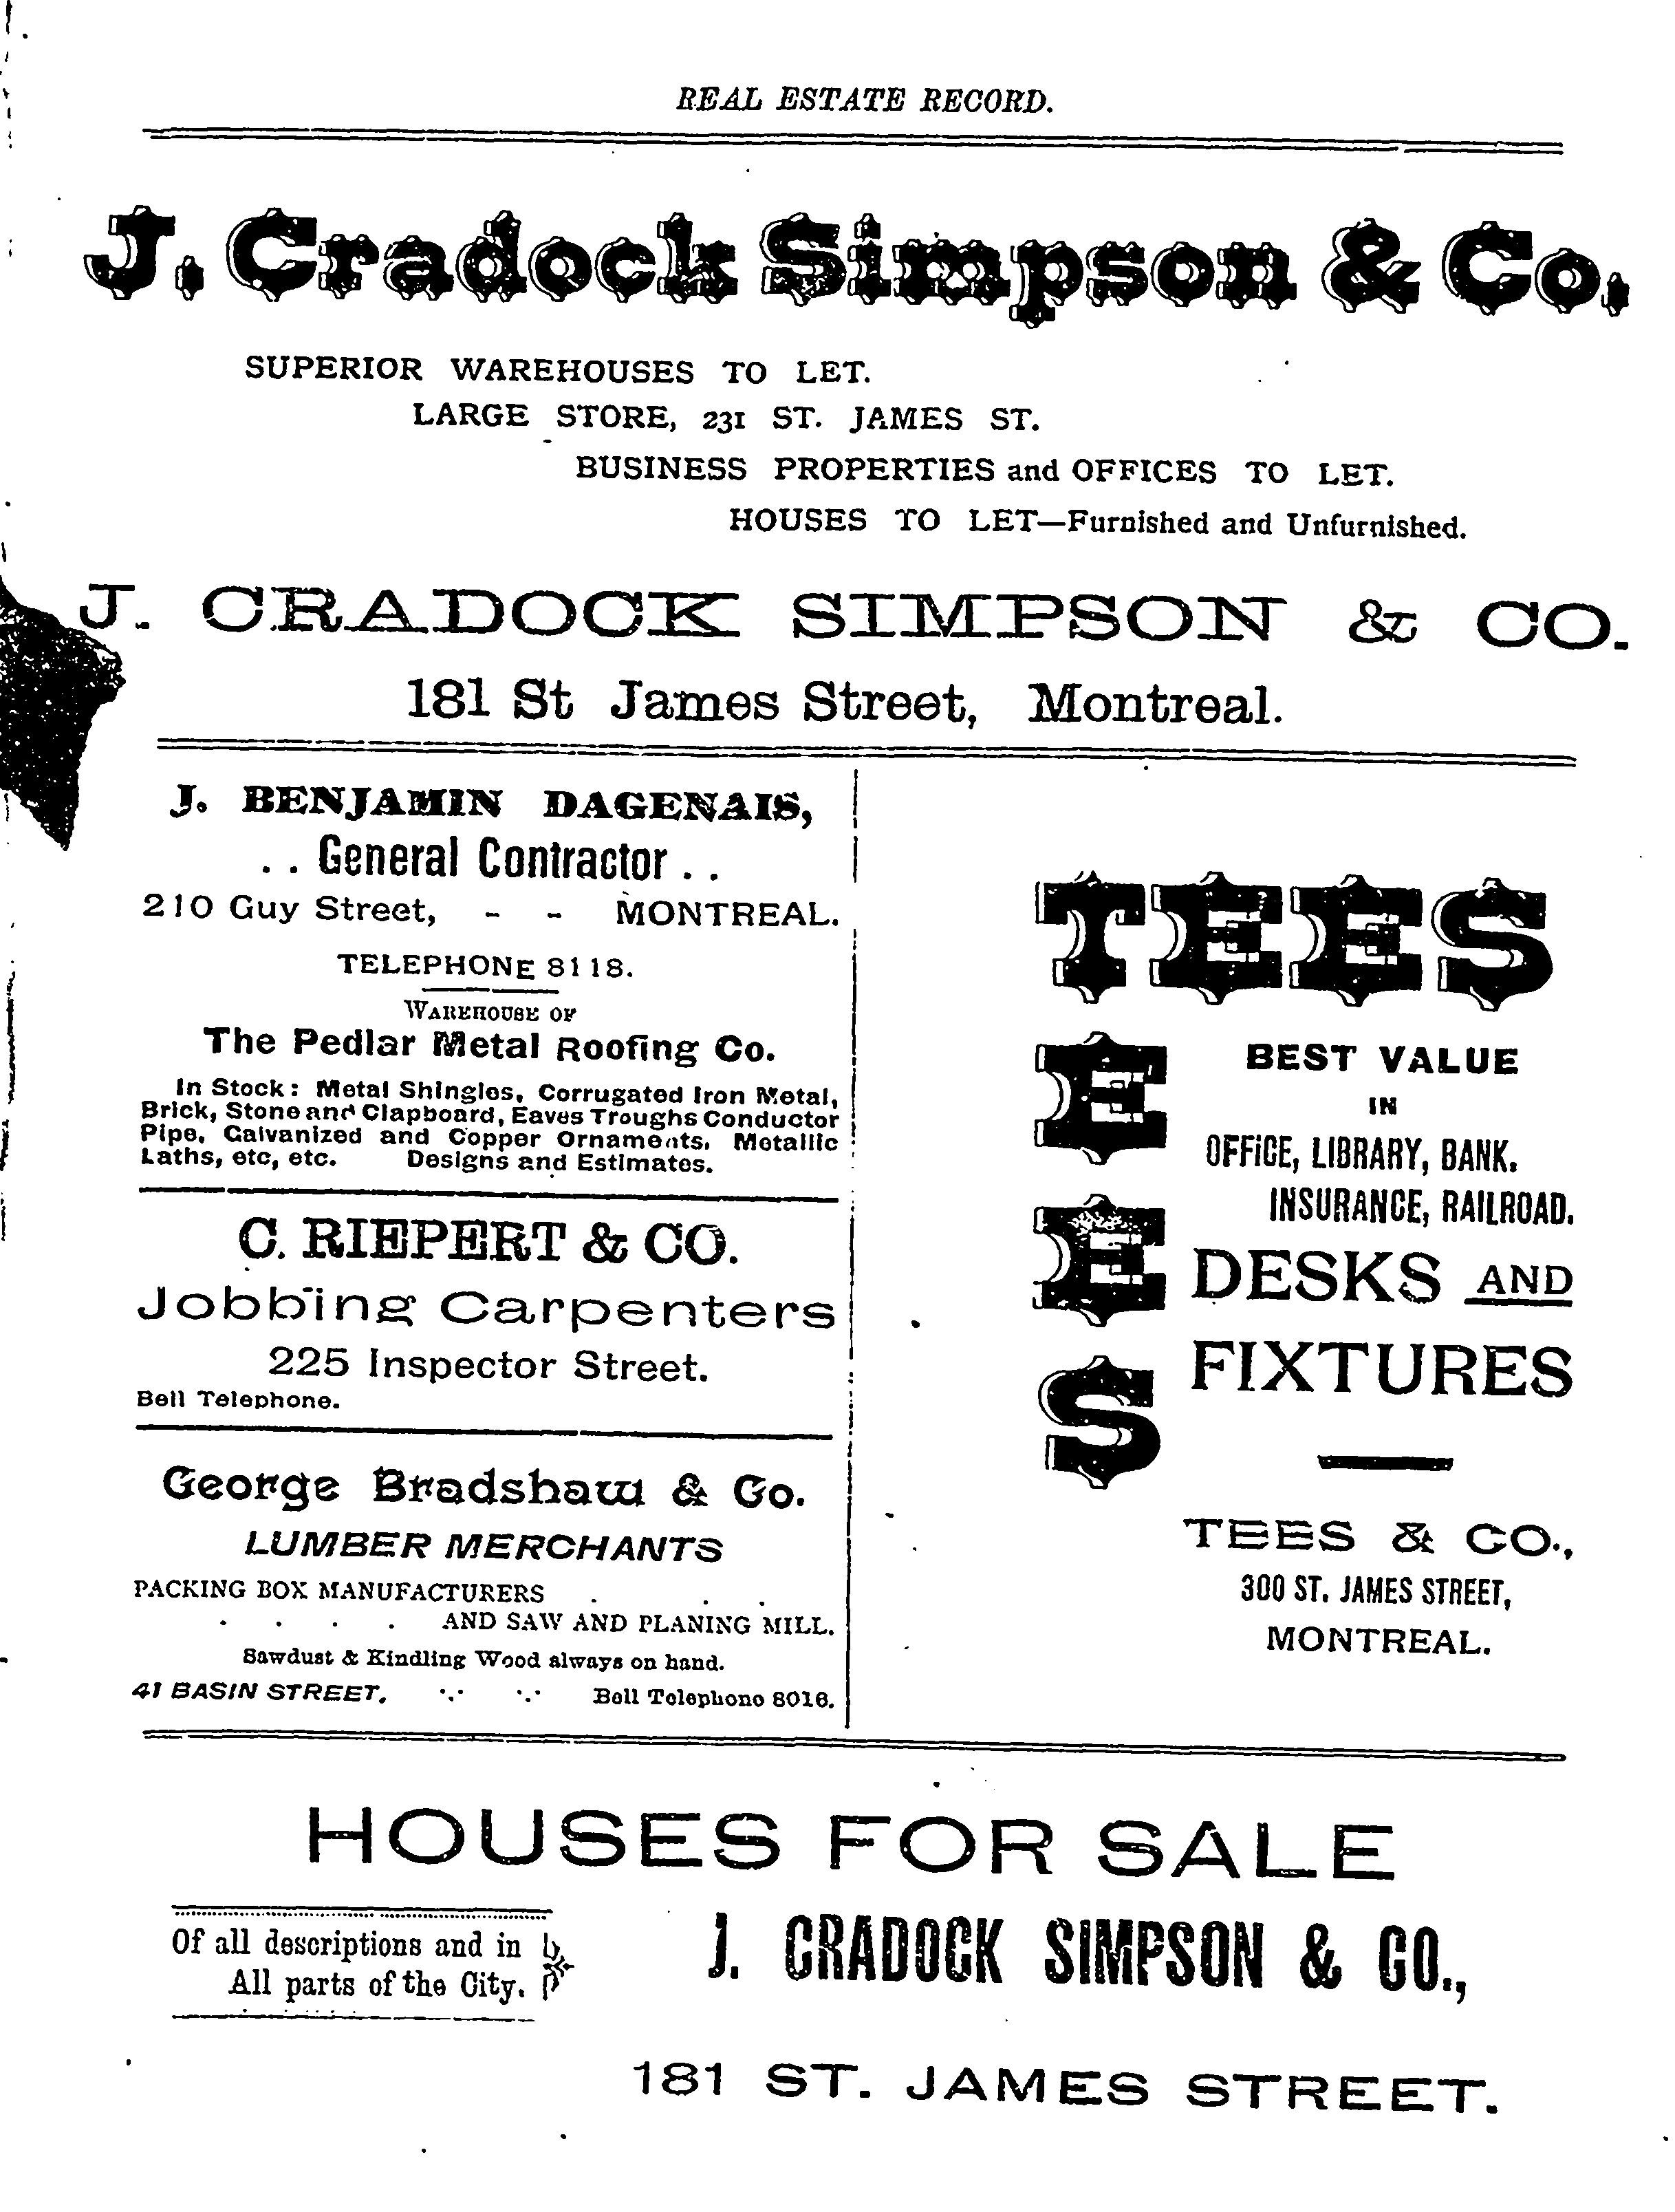 REAL ESTATE RECORD.
J. Cradock Simpson & Co.
SUPERIOR WAREHOUSES TO LET.
LARGE STORE, 231 ST. JAMES ST.
BUSINESS PROPERTIES and OFFICES TO LET.
HOUSES TO LET—Furnished and Unfurnished.
J. CRADOCK SIMPSON & CO.
181 St James Street, Montreal.
J. BENJAMIN DAGENAIS,
. . General Contractor . .
210 Guy Street, - - MONTREAL.
TELEPHONE 8118.
WAREHOUSE OF
The Pedlar Metal Roofing Co.
In Stock: Metal Shingles, Corrugated Iron Metal,
Brick, Stone and Clapboard, Eaves Troughs Conductor
Pipe, Galvanized and Copper Ornaments, Metallic
Laths, etc, etc. Designs and Estimates.
C. RIEPERT & CO.
Jobbing Carpenters
225 Inspector Street.
Bell Telephone.
George Bradshaw & Co.
LUMBER MERCHANTS
PACKING BOX MANUFACTURERS . . .
. . . . AND SAW AND PLANING MILL.
Sawdust & Kindling Wood always on hand.
41 BASIN STREET. Bell Telephone 8016.
TEES
E
E
S
BEST VALUE
IN
OFFICE, LIBRARY, BANK.
INSURANCE, RAILROAD.
DESKS AND
FIXTURES
TEES & CO.,
300 ST. JAMES STREET,
MONTREAL.
HOUSES FOR SALE
Of all descriptions and in
All parts of the City.
J. CRADOCK SIMPSON & CO.,
181 ST. JAMES STREET.